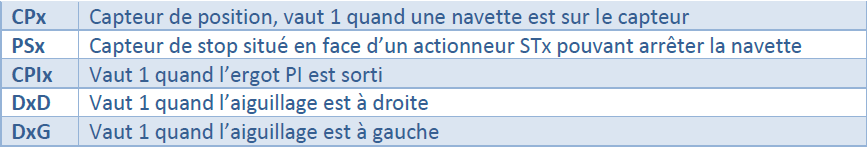 CPx Capteur de position, vaut 1 quand une navette est sur le capteur
PSx Capteur de stop situé en face d'un actionneur STx pouvant arrêter la navette
CPIx Vaut 1 quand l'ergot PI est sorti
DxD Vaut 1 quand l'aiguillage est à droite
DxG Vaut 1 quand l'aiguillage est à gauche